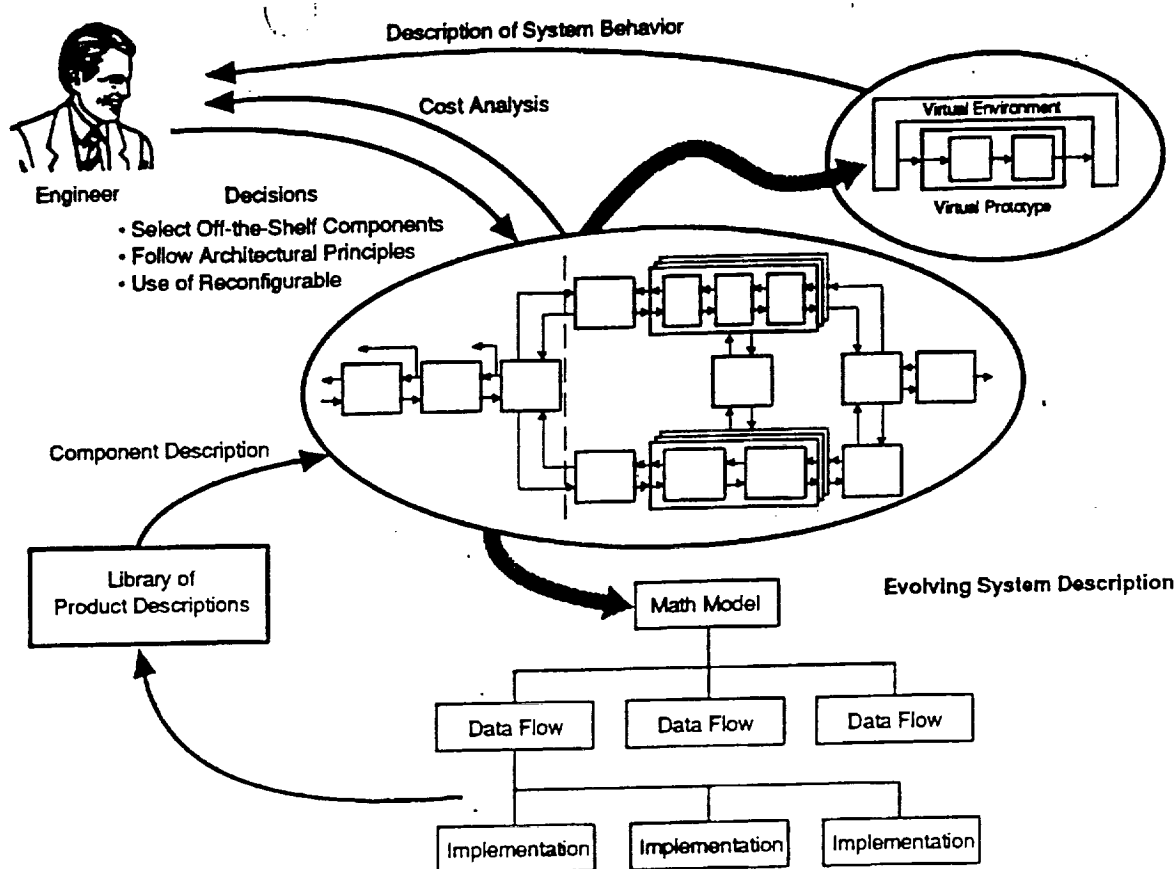 Description of System Behavior
Cost Analysis
Virtual Environment
Virtual Prototype
Engineer
Decisions
• Select Off-the-Shelf Components
• Follow Architectural Principles
• Use of Reconfigurable
Component Description
Library of
Product Descriptions
Evolving System Description
Math Model
Data Flow
Data Flow
Data Flow
Implementation
Implementation
Implementation